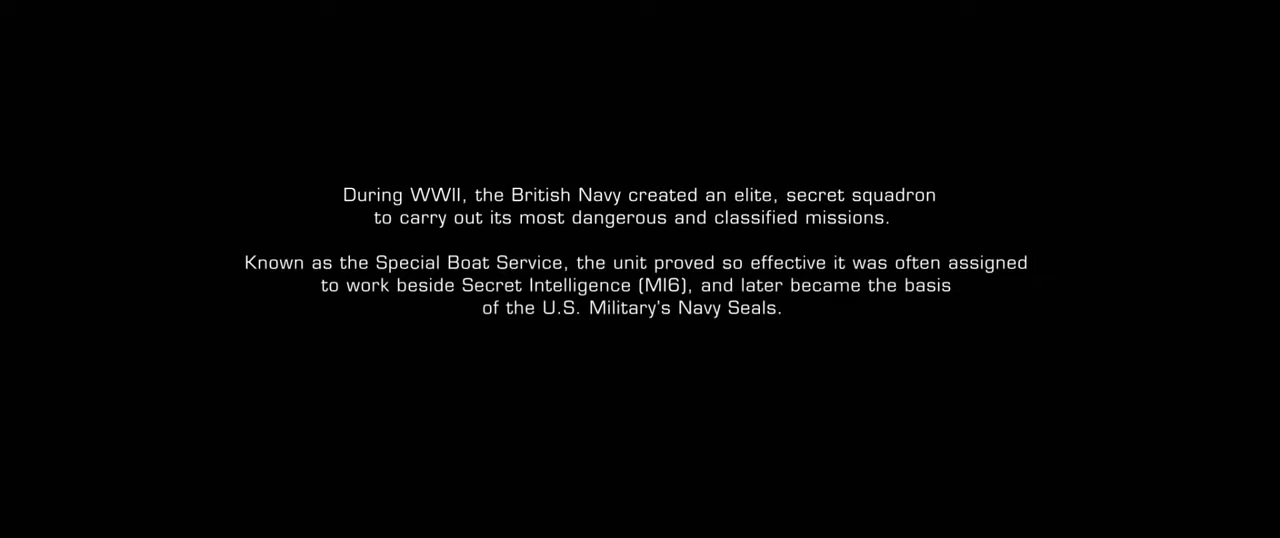 During WWII, the British Navy created an elite, secret squadron
to carry out its most dangerous and classified missions.
Known as the Special Boat Service, the unit proved so effective it was often assigned
to work beside Secret Intelligence (MI6), and later became the basis
of the U.S. Military's Navy Seals.